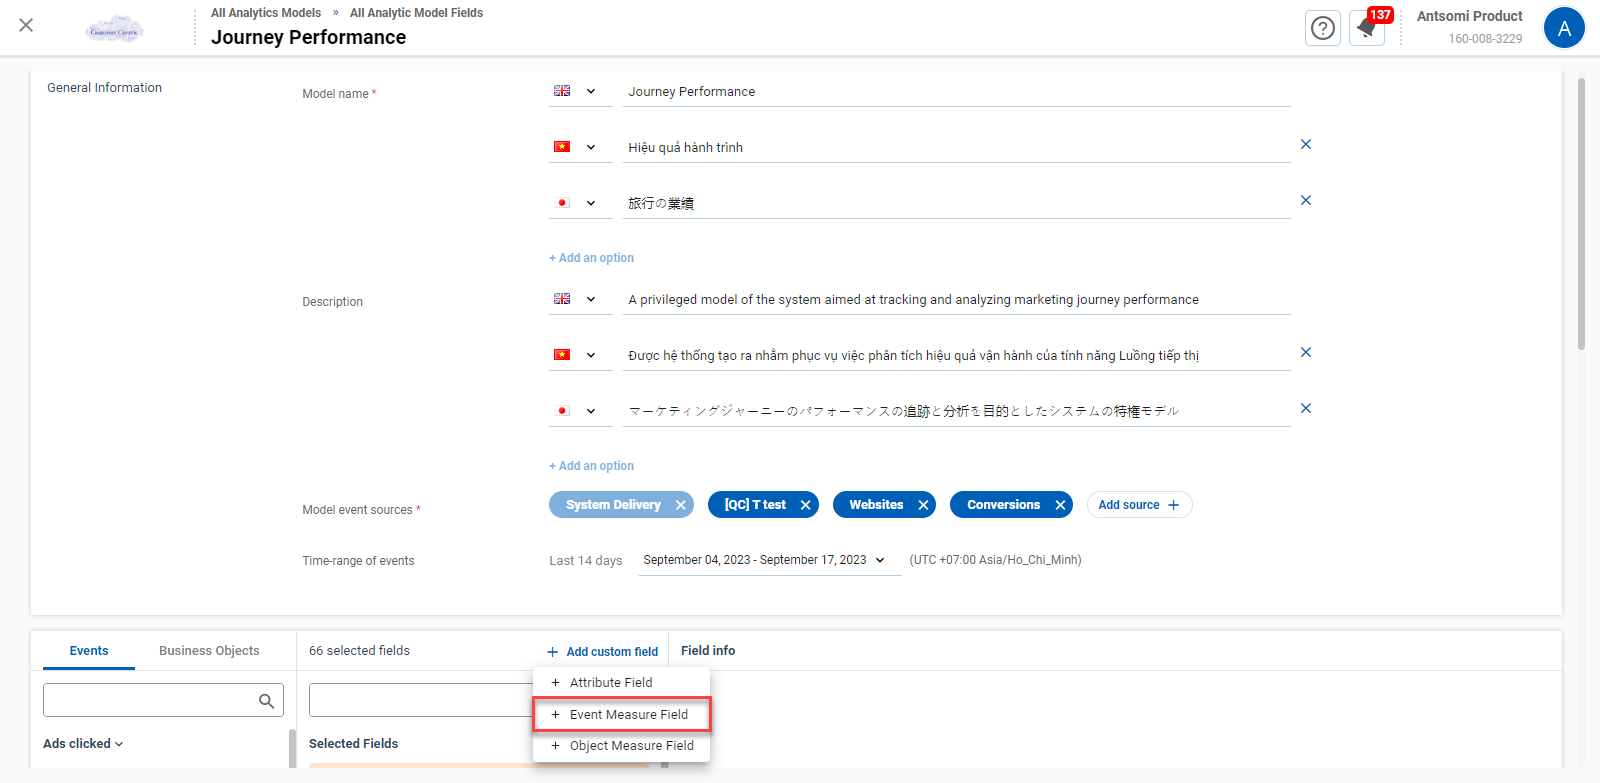 All Analytics Models » All Analytic Model Fields
Journey Performance
Customer Centric
137
Antsomi Product
160-008-3229
A
General Information
Model name *
Journey Performance
Hiệu quả hành trình
旅行の業績
+ Add an option
Description
A privileged model of the system aimed at tracking and analyzing marketing journey performance
Được hệ thống tạo ra nhằm phục vụ việc phân tích hiệu quả vận hành của tính năng Luồng tiếp thị
マーケティングジャーニーのパフォーマンスの追跡と分析を目的としたシステムの特権モデル
+ Add an option
Model event sources *
System Delivery
[QC] T test
Websites
Conversions
Add source +
Time-range of events
Last 14 days
September 04, 2023 - September 17, 2023
(UTC +07:00 Asia/Ho_Chi_Minh)
Events
Business Objects
66 selected fields
+ Add custom field
Field info
+ Attribute Field
+ Event Measure Field
+ Object Measure Field
Ads clicked
Selected Fields